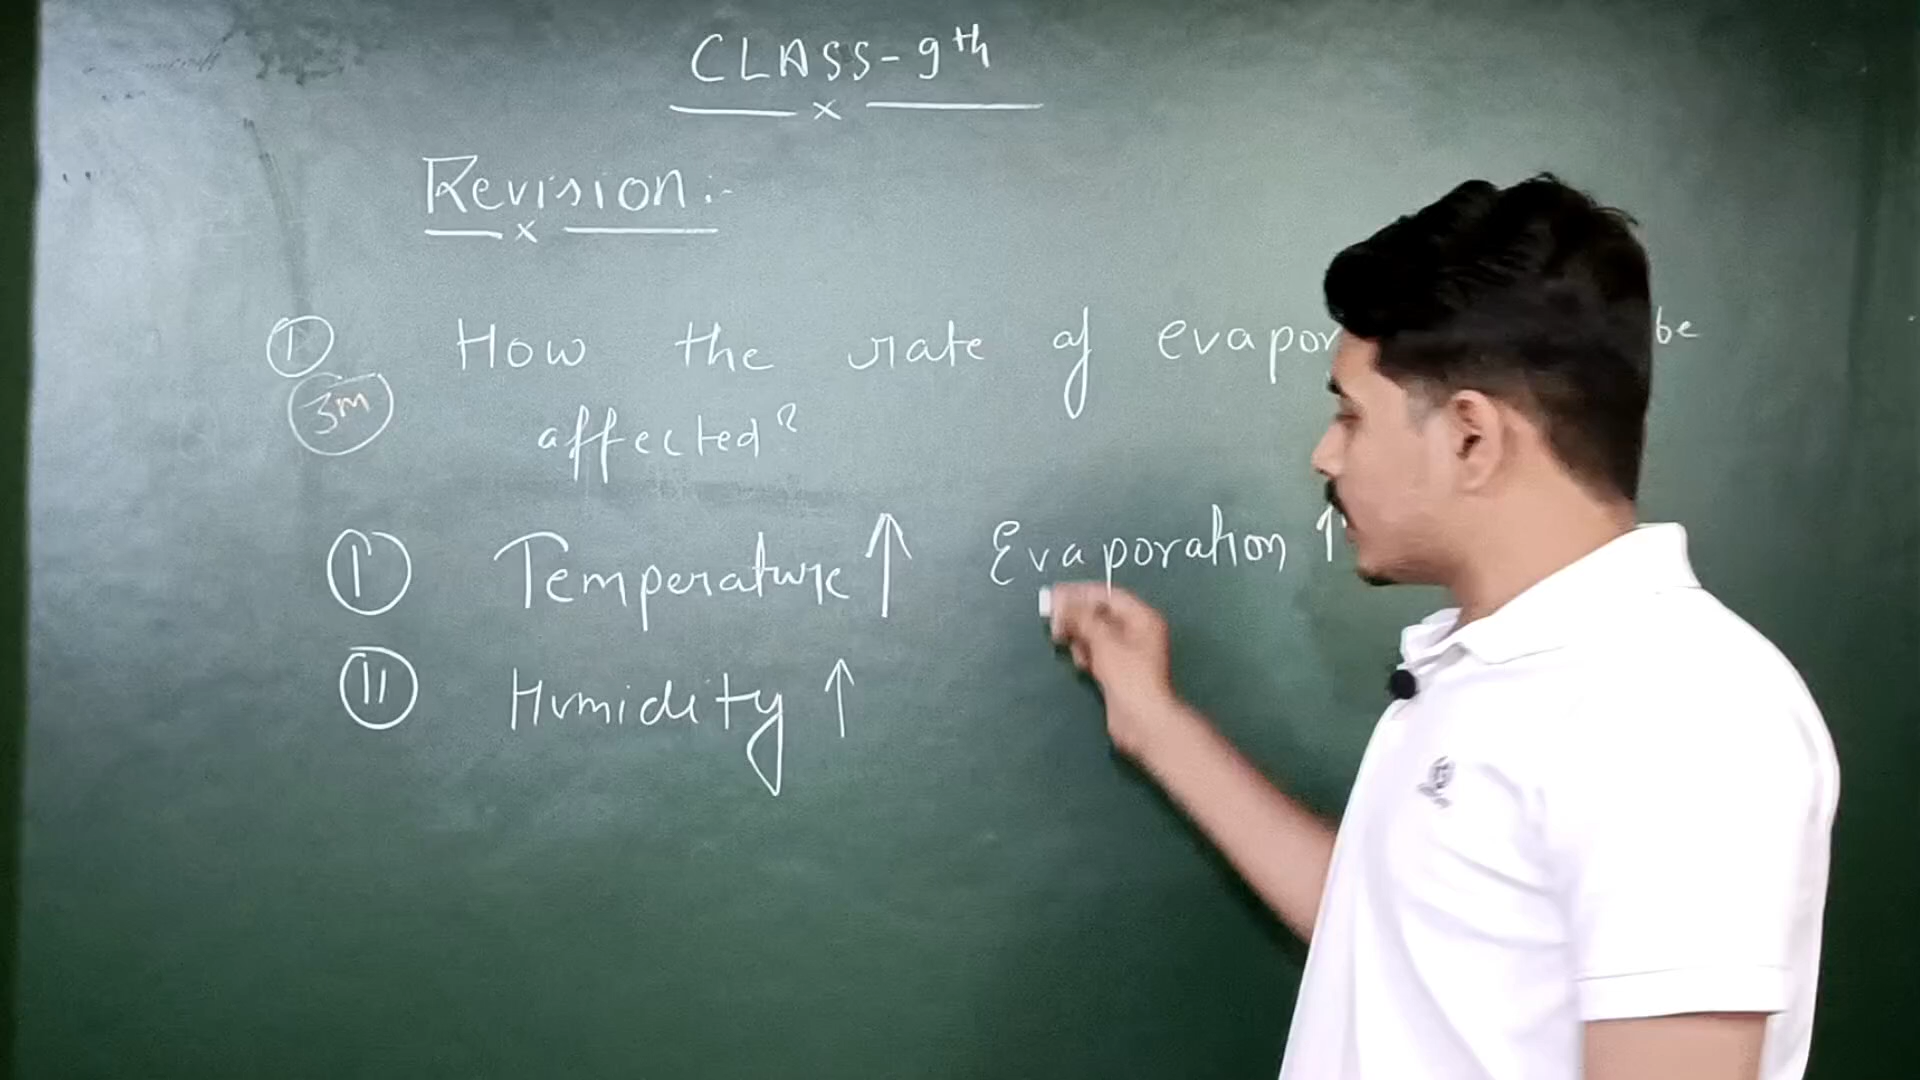 CLASS-9th
Revision:-
① How the rate of evapor be
3m affected?
Ⓘ Temperature ↑ Evaporation ↑
Ⓘⓘ Humidity ↑